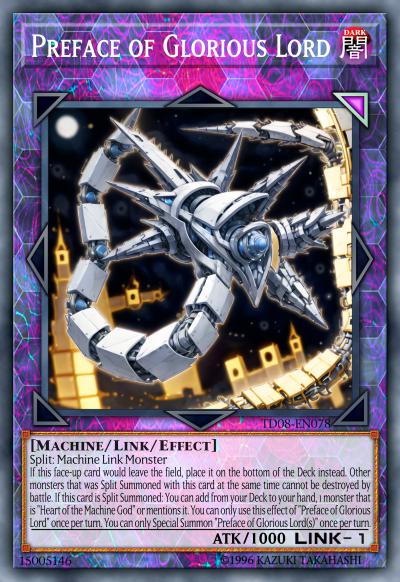 Preface of Glorious Lord
DARK
闇
TD08-EN078
[Machine/Link/Effect]
Split: Machine Link Monster
If this face-up card would leave the field, place it on the bottom of the Deck instead. Other
monsters that was Split Summoned with this card at the same time cannot be destroyed by
battle. If this card is Split Summoned: You can add from your Deck to your hand, 1 monster that
is "Heart of the Machine God" or mentions it. You can only use this effect of "Preface of Glorious
Lord" once per turn. You can only Special Summon "Preface of Glorious Lord(s)" once per turn.
ATK/1000 LINK-1
15005146 ©1996 KAZUKI TAKAHASHI